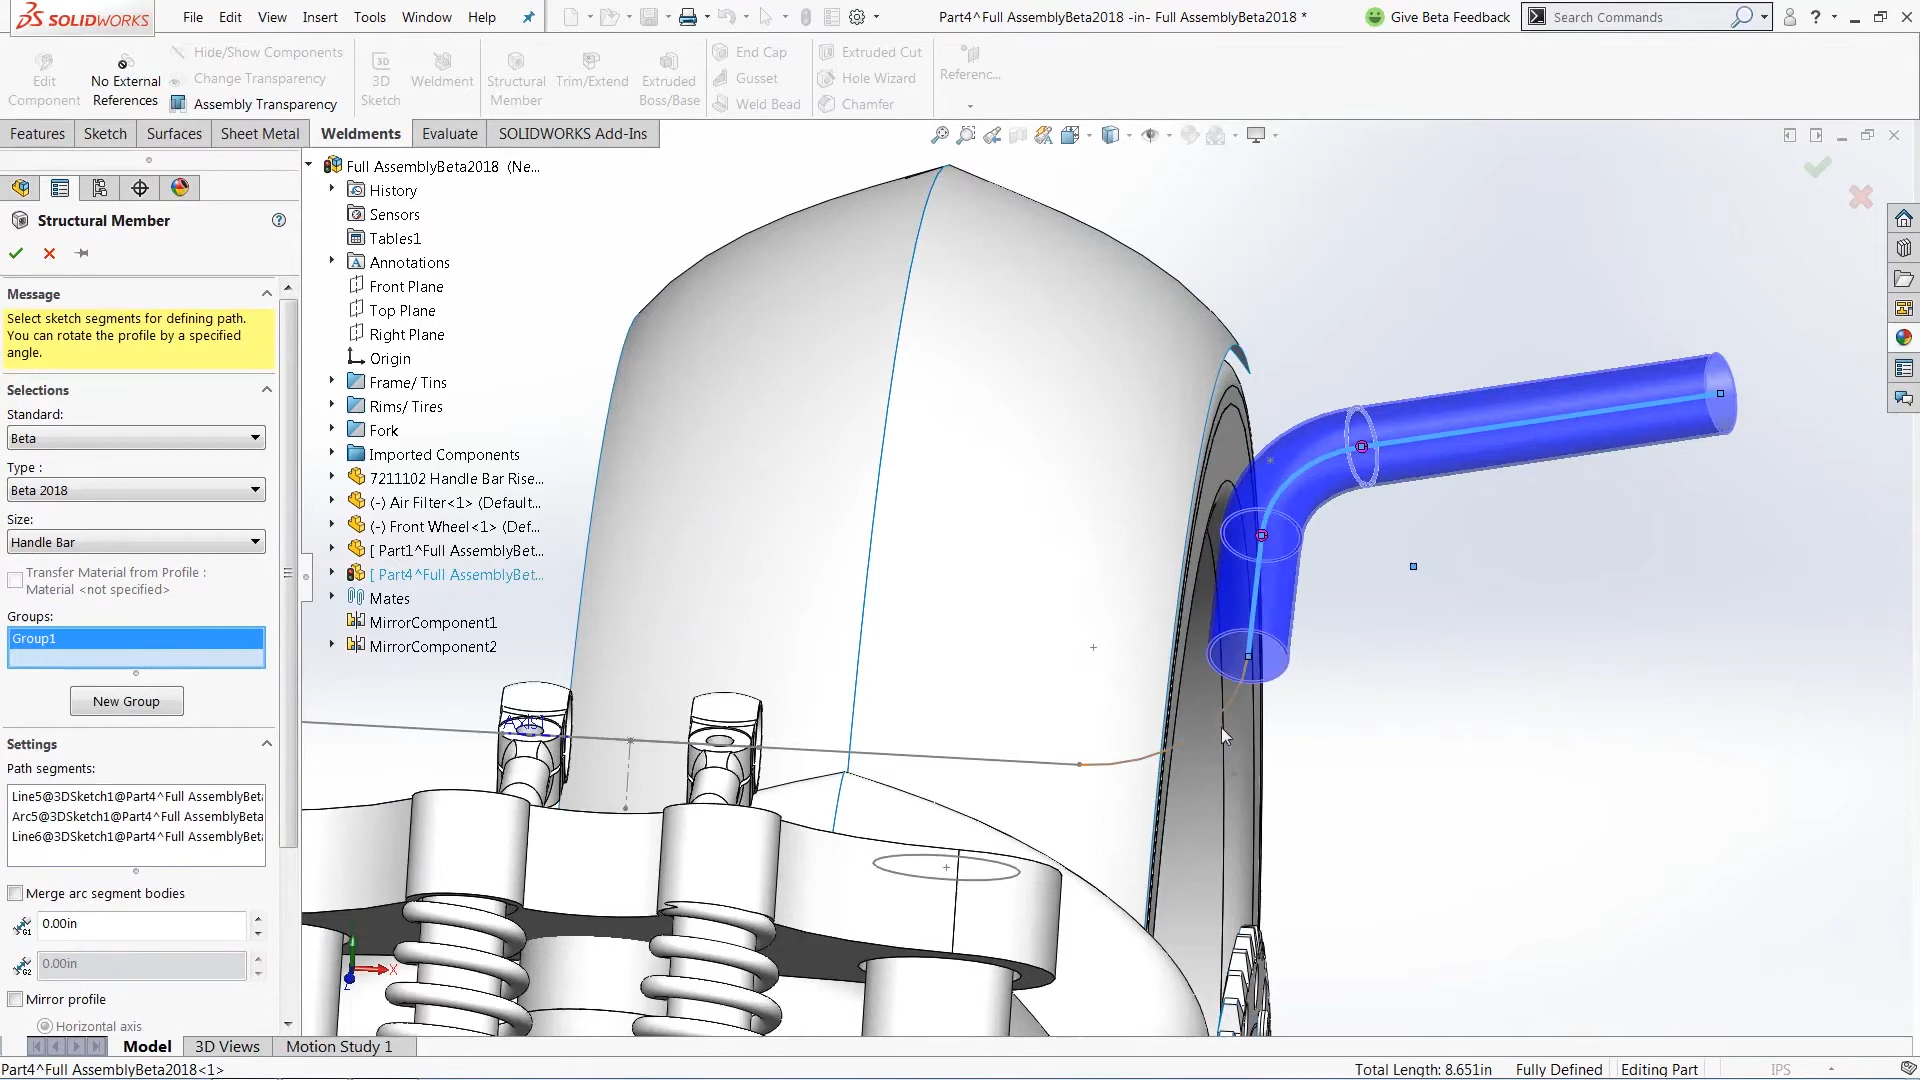 SOLIDWORKS File Edit View Insert Tools Window Help
Part4^Full AssemblyBeta2018 -in- Full AssemblyBeta2018 *
Give Beta Feedback
Search Commands
?
Edit Component
No External References
Hide/Show Components
Change Transparency
Assembly Transparency
3D Sketch
Weldment
Structural Member
Trim/Extend
Extruded Boss/Base
End Cap
Gusset
Weld Bead
Extruded Cut
Hole Wizard
Chamfer
Referenc...
Features Sketch Surfaces Sheet Metal Weldments Evaluate SOLIDWORKS Add-Ins
Structural Member
Message
Select sketch segments for defining path.
You can rotate the profile by a specified
angle.
Selections
Standard:
Beta
Type :
Beta 2018
Size:
Handle Bar
Transfer Material from Profile :
Material <not specified>
Groups:
Group1
New Group
Settings
Path segments:
Line5@3DSketch1@Part4^Full AssemblyBeta
Arc5@3DSketch1@Part4^Full AssemblyBeta
Line6@3DSketch1@Part4^Full AssemblyBeta
Merge arc segment bodies
G1
0.00in
G2
0.00in
Mirror profile
Horizontal axis
Full AssemblyBeta2018 (Ne...
History
Sensors
Tables1
Annotations
Front Plane
Top Plane
Right Plane
Origin
Frame/ Tins
Rims/ Tires
Fork
Imported Components
7211102 Handle Bar Rise...
(-) Air Filter<1> (Default...
(-) Front Wheel<1> (Def...
[ Part1^Full AssemblyBet...
[ Part4^Full AssemblyBet...
Mates
MirrorComponent1
MirrorComponent2
X
Model 3D Views Motion Study 1
Part4^Full AssemblyBeta2018<1>
Total Length: 8.651in Fully Defined Editing Part IPS